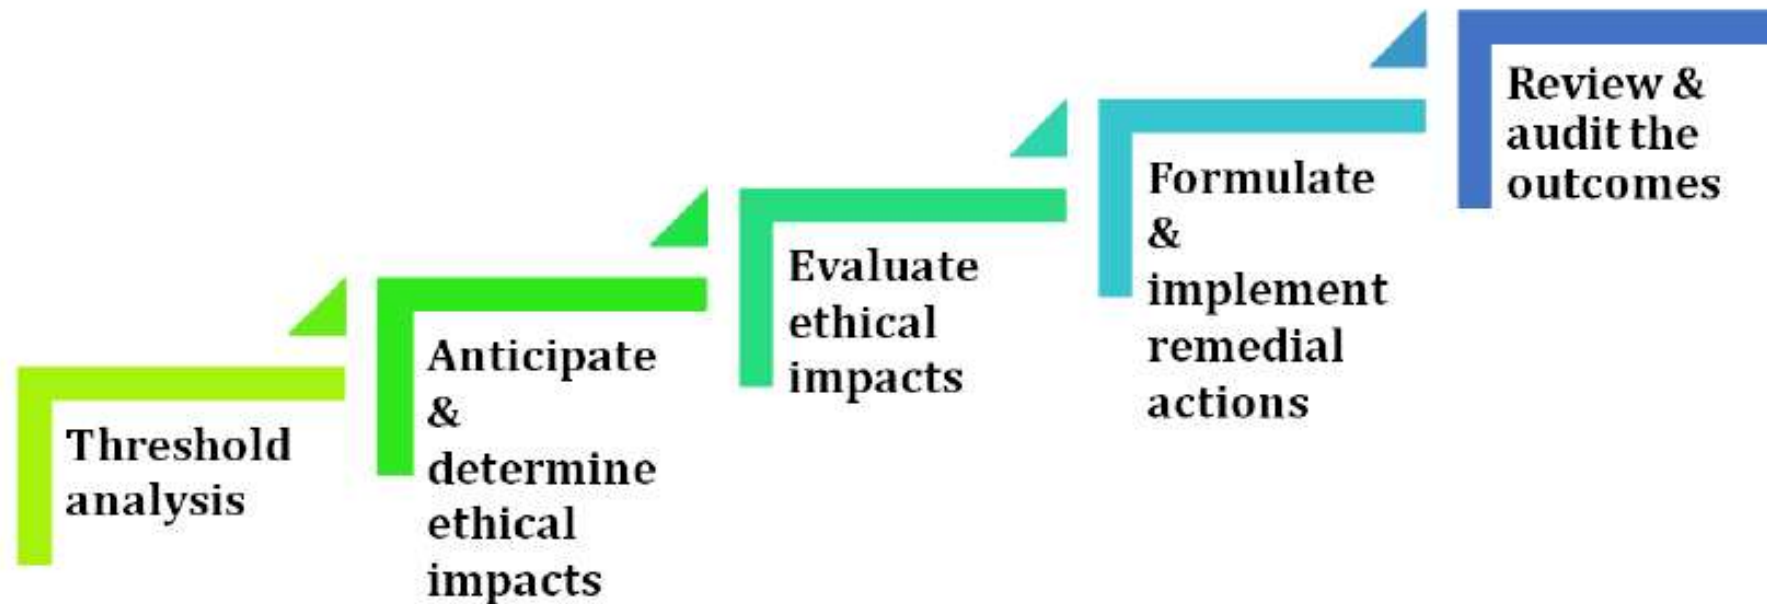 Threshold
analysis
Anticipate
&
determine
ethical
impacts
Evaluate
ethical
impacts
Formulate
&
implement
remedial
actions
Review &
audit the
outcomes